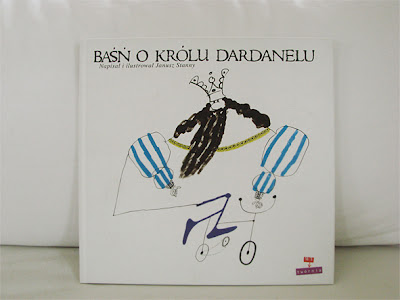 BAŚŃ O KRÓLU DARDANELU
Napisał i ilustrował Janusz Stanny